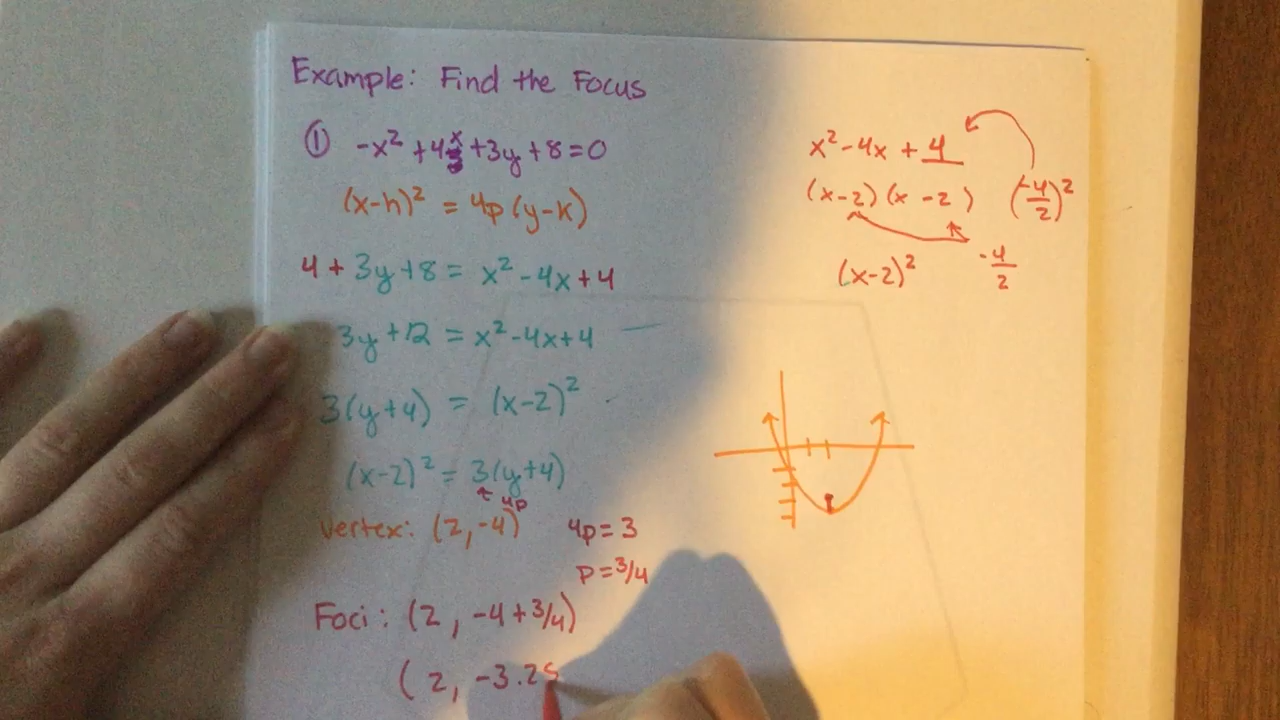 Example: Find the Focus
① -x² + 4x + 3y + 8 = 0
(x-h)² = 4p(y-k)
4 + 3y + 8 = x² - 4x + 4
3y + 12 = x² - 4x + 4
3(y+4) = (x-2)²
(x-2)² = 3(y+4)
4p
Vertex: (2, -4)
4p = 3
p = 3/4
Foci: (2, -4 + 3/4)
(2, -3.25
x² - 4x + 4
(x-2)(x-2) (-4/2)²
(x-2)² -4/2